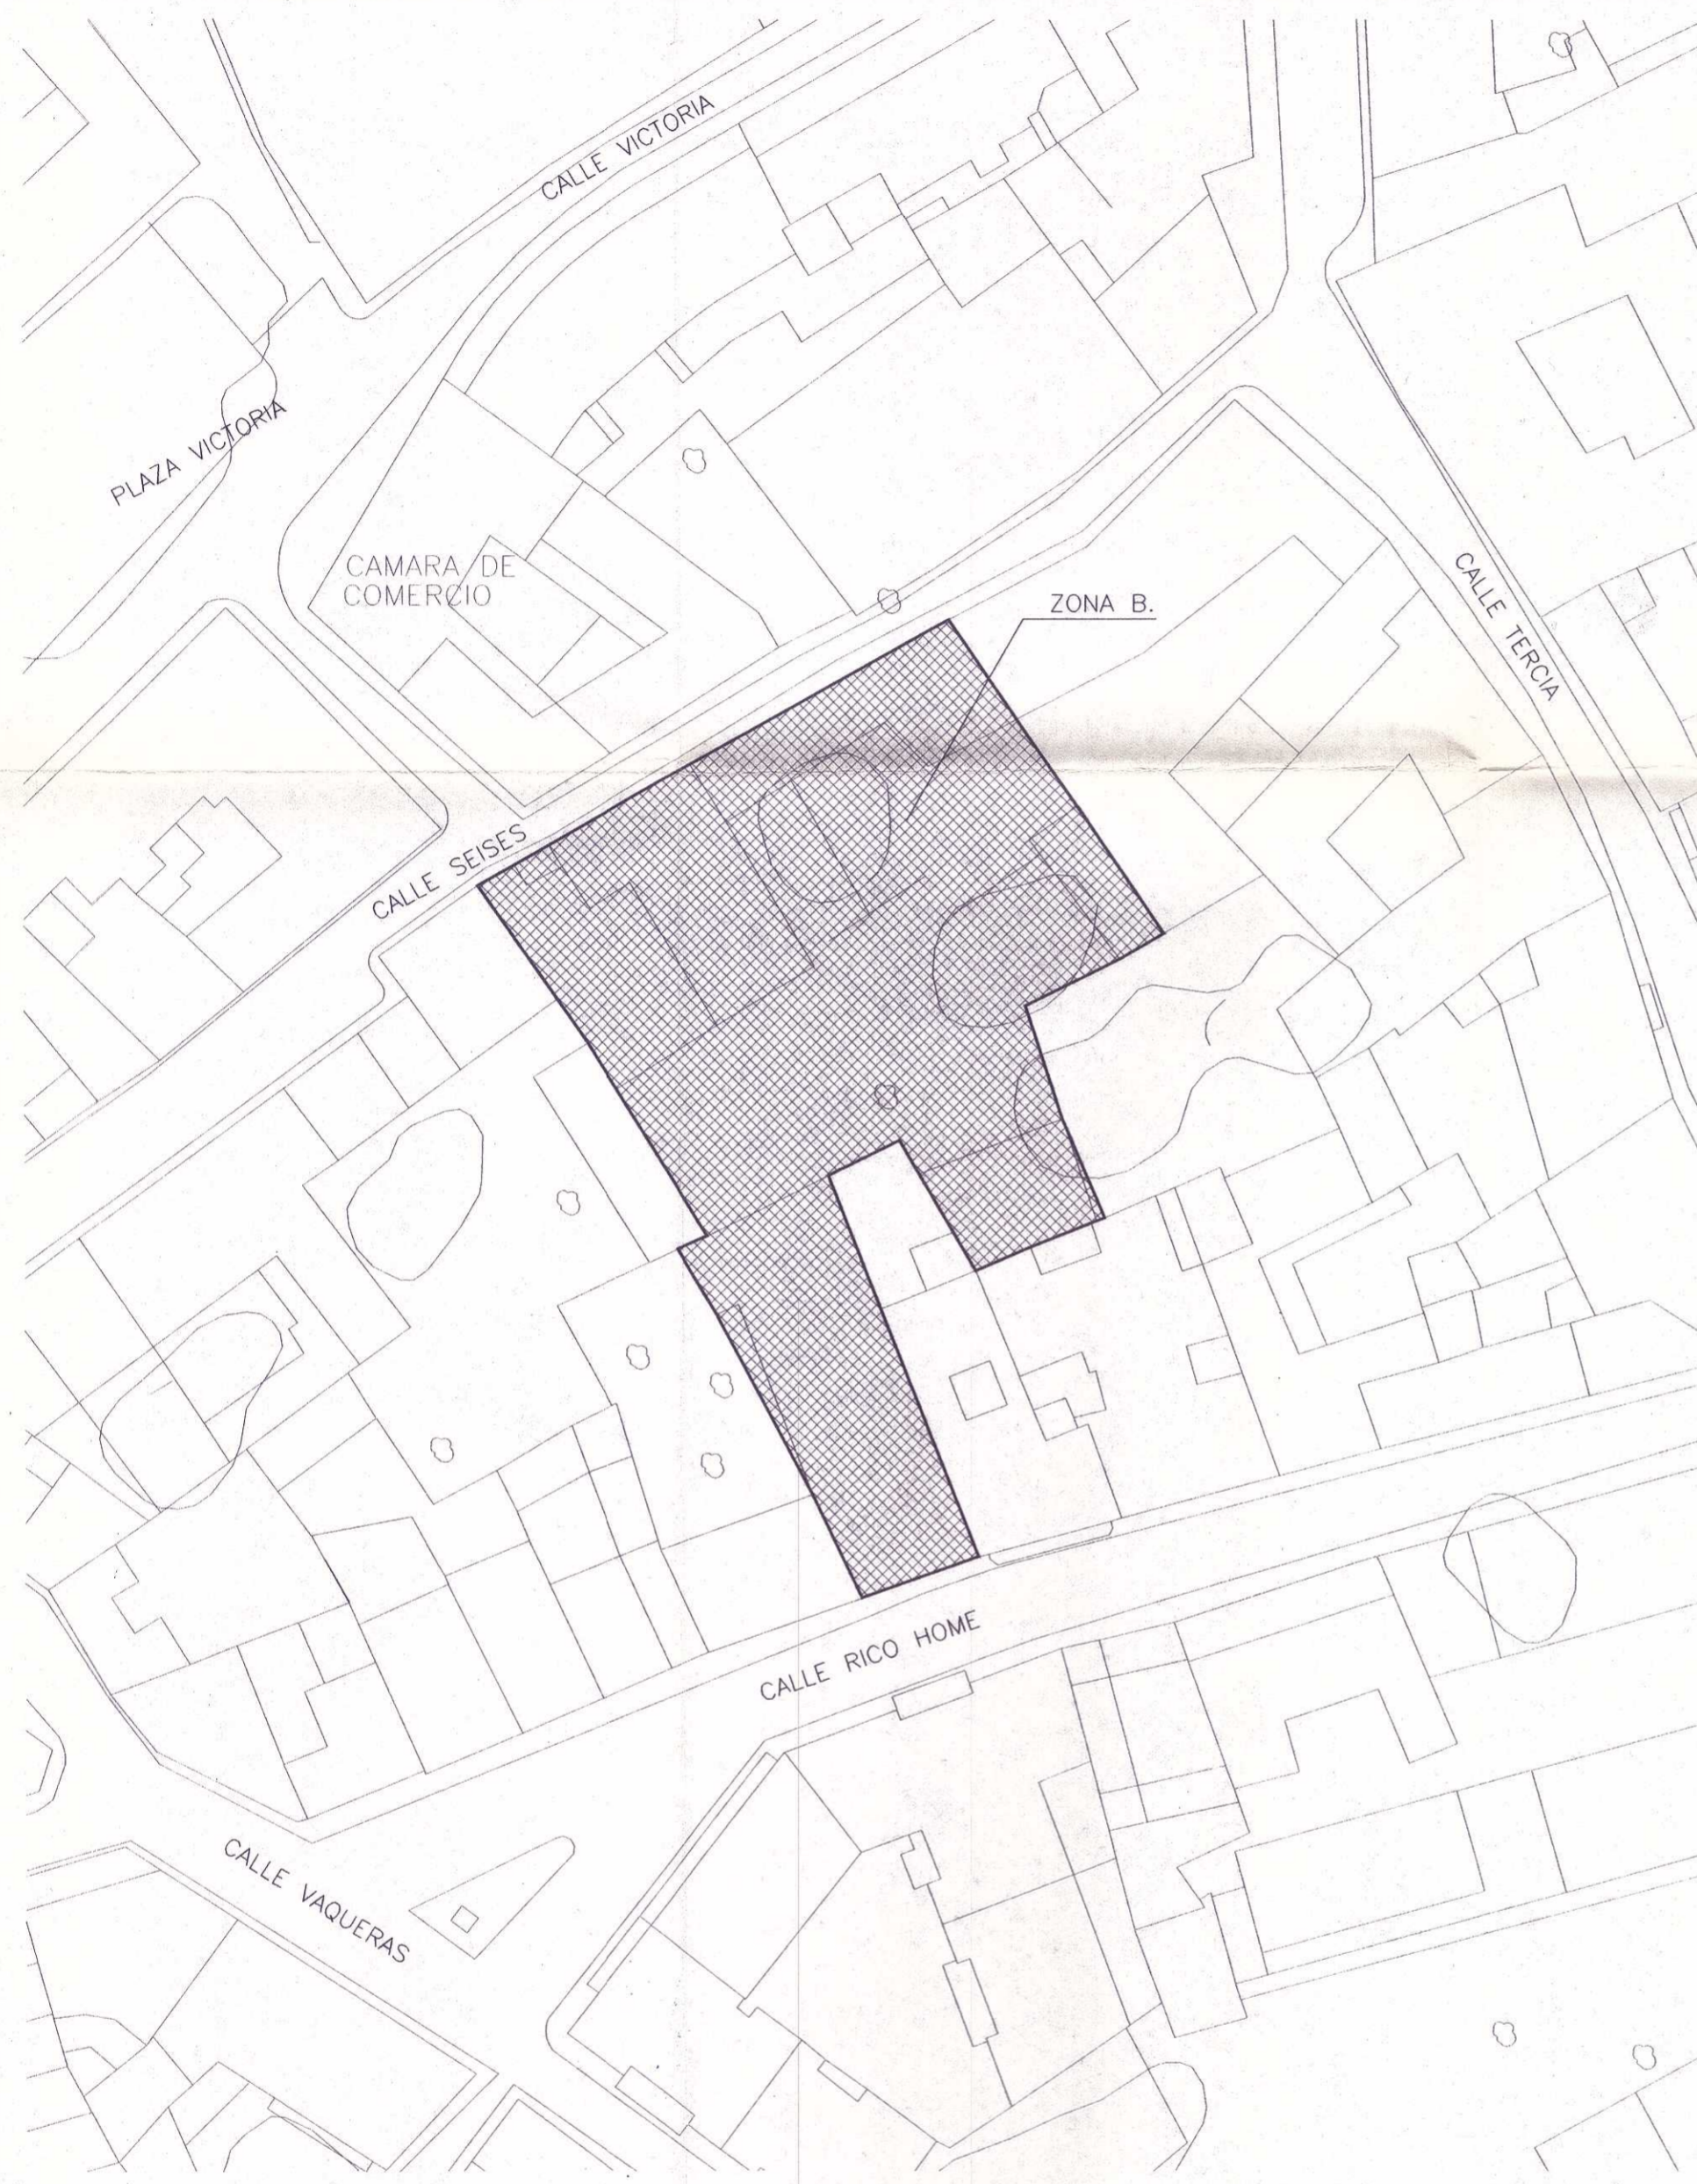 CALLE VICTORIA
PLAZA VICTORIA
CAMARA DE
COMERCIO
ZONA B.
CALLE TERCIA
CALLE SEISES
CALLE RICO HOME
CALLE VAQUERAS